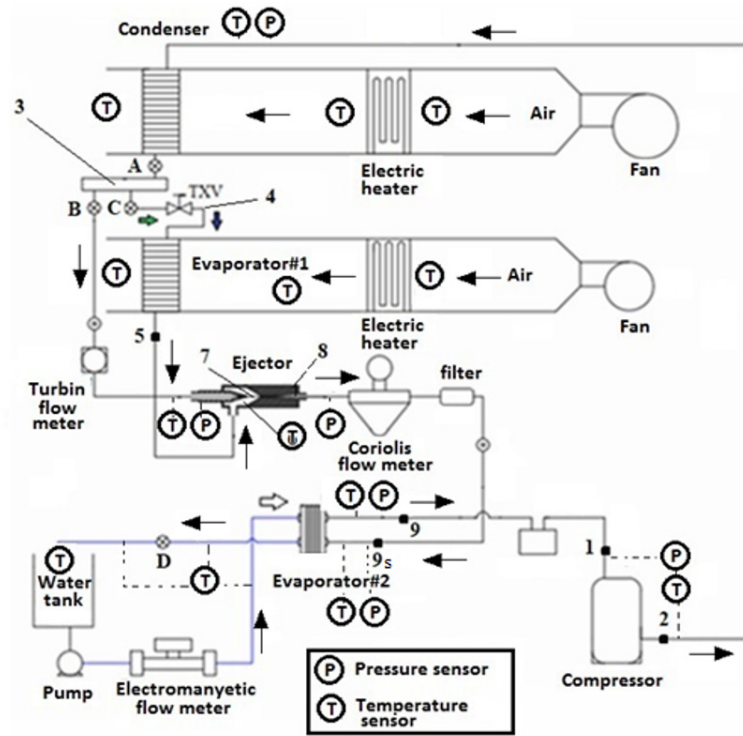 Condenser T P
3
T T T Air
A
Electric
heater
Fan
B C TXV 4
T Evaporator#1 T T Air
Electric
heater
Fan
5 7 Ejector 8 filter
Turbin
flow
meter
T P T P
Coriolis
flow meter
T P
9
1
D
T
Water
tank
T
9s
P
T
Evaporator#2
T P
2
Pump
Electromanyetic
flow meter
Compressor
P Pressure sensor
T Temperature
sensor